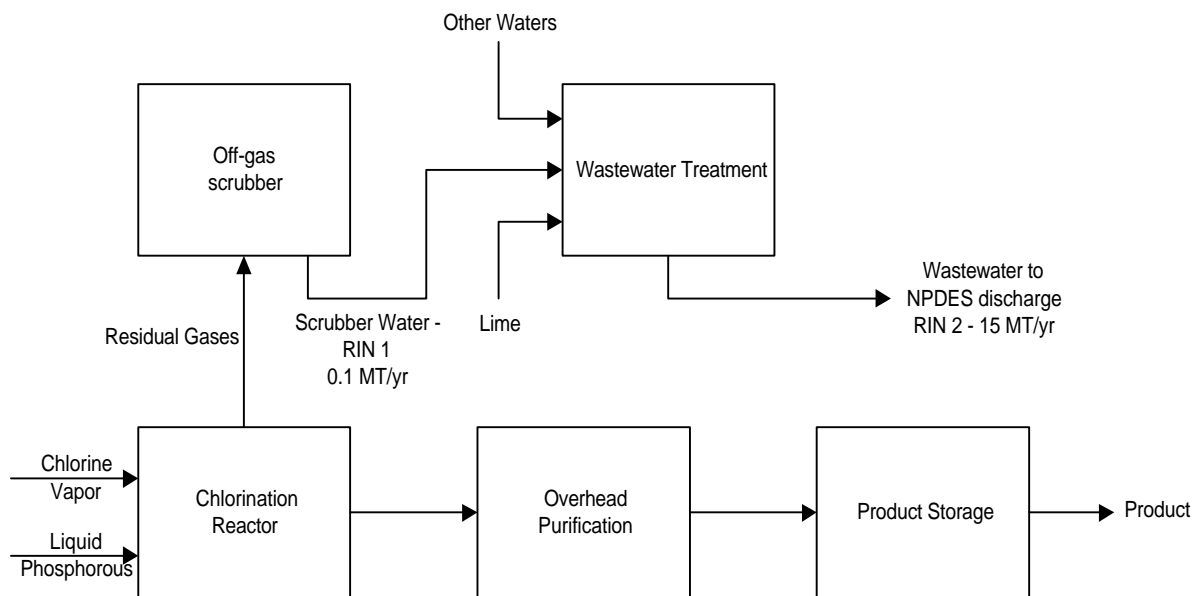 Other Waters
Off-gas
scrubber
Wastewater Treatment
Wastewater to
NPDES discharge
RIN 2 - 15 MT/yr
Scrubber Water -
RIN 1
0.1 MT/yr
Lime
Residual Gases
Chlorine
Vapor
Liquid
Phosphorous
Chlorination
Reactor
Overhead
Purification
Product Storage
Product